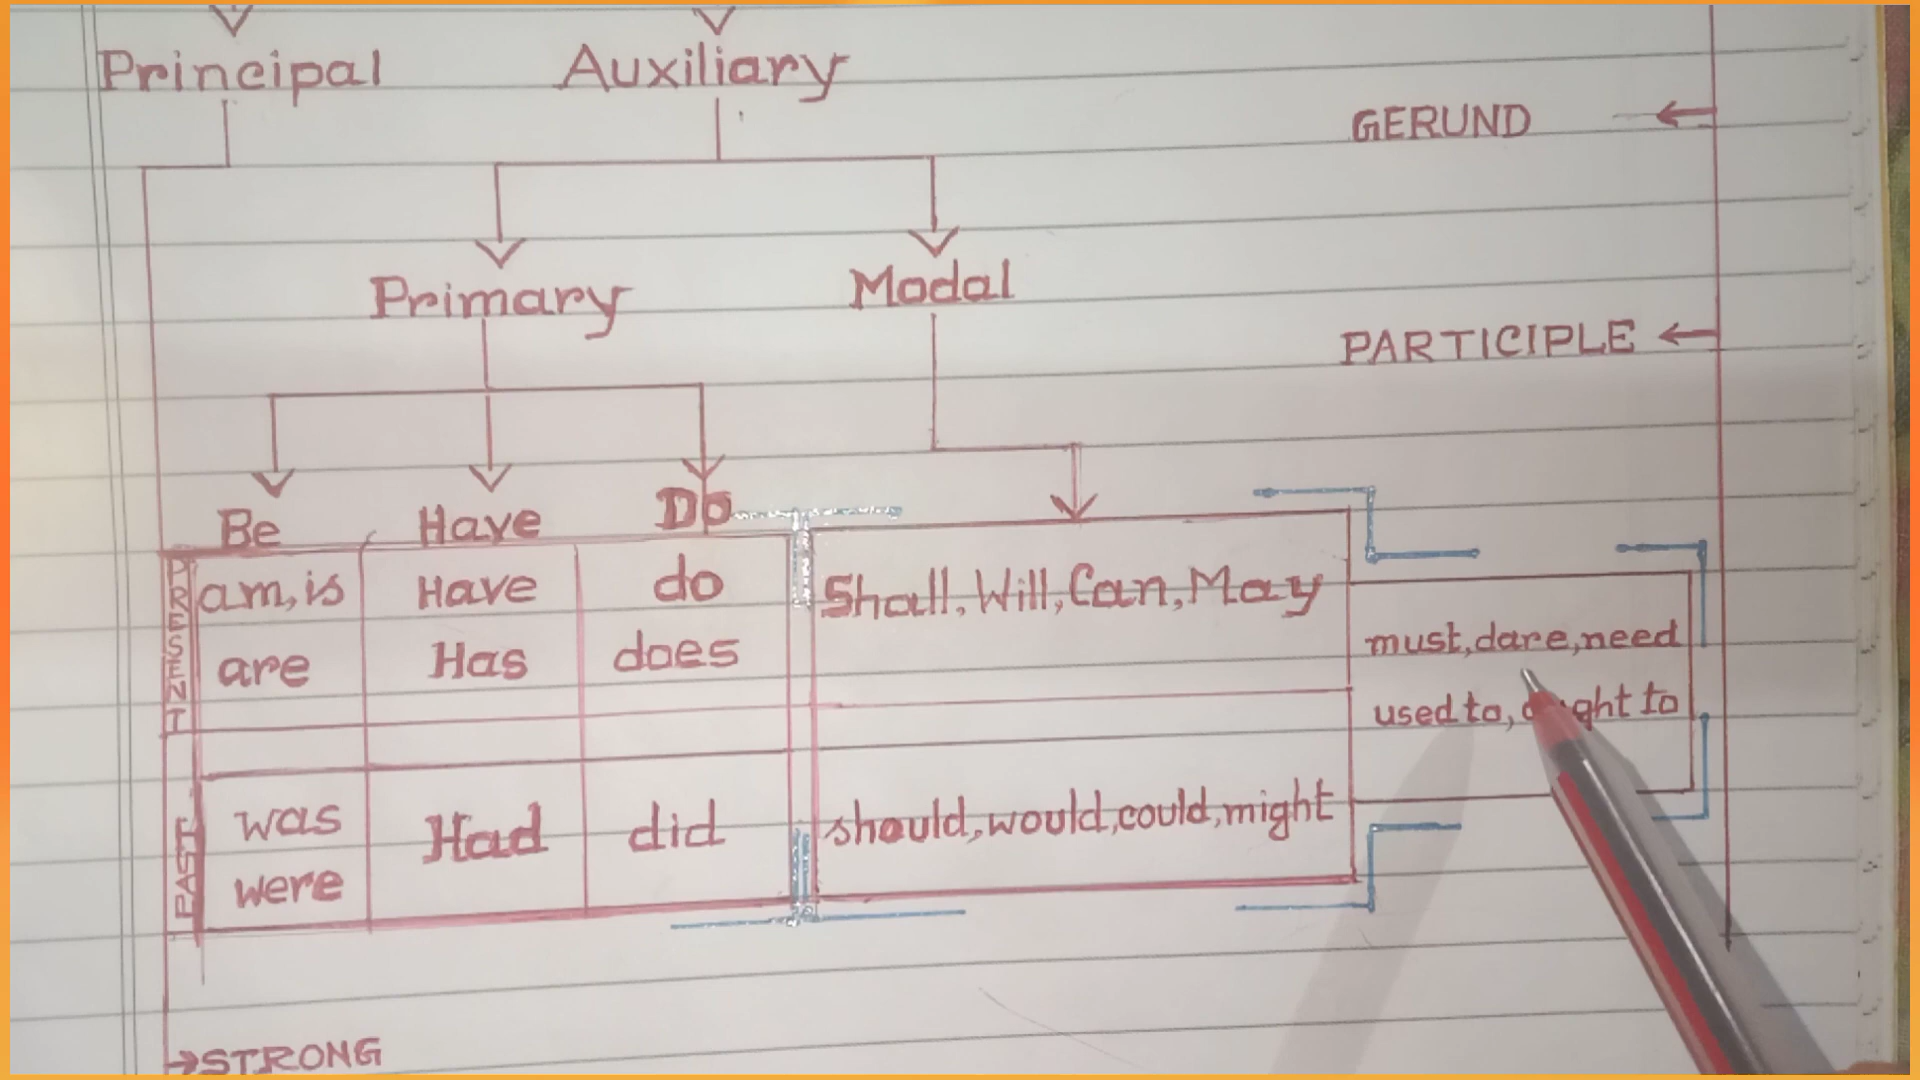 Principal Auxiliary
GERUND
Primary Modal
PARTICIPLE
Be Have Do
PRESENT
am, is Have do Shall, Will, Can, May
are Has does
must, dare, need
used to, ought to
PAST
was Had did should, would, could, might
were
STRONG